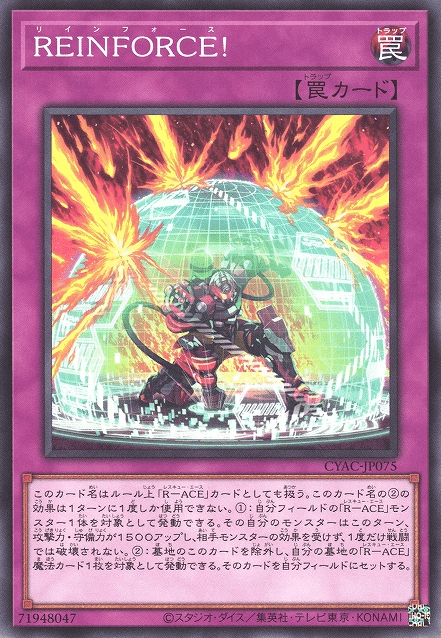 リインフォース
REINFORCE!
トラップ
罠
【罠カード】
トラップ
CYAC-JP075
このカード名はルール上「R-ACE」カードとしても扱う。このカード名の②の
効果は1ターンに1度しか使用できない。①：自分フィールドの「R-ACE」モン
スター1体を対象として発動できる。その自分のモンスターはこのターン、
攻撃力・守備力が1500アップし、相手モンスターの効果を受けず、1度だけ戦闘
では破壊されない。②：墓地のこのカードを除外し、自分の墓地の「R-ACE」
魔法カード1枚を対象として発動できる。そのカードを自分フィールドにセットする。
71948047
©スタジオ・ダイス／集英社・テレビ東京・KONAMI